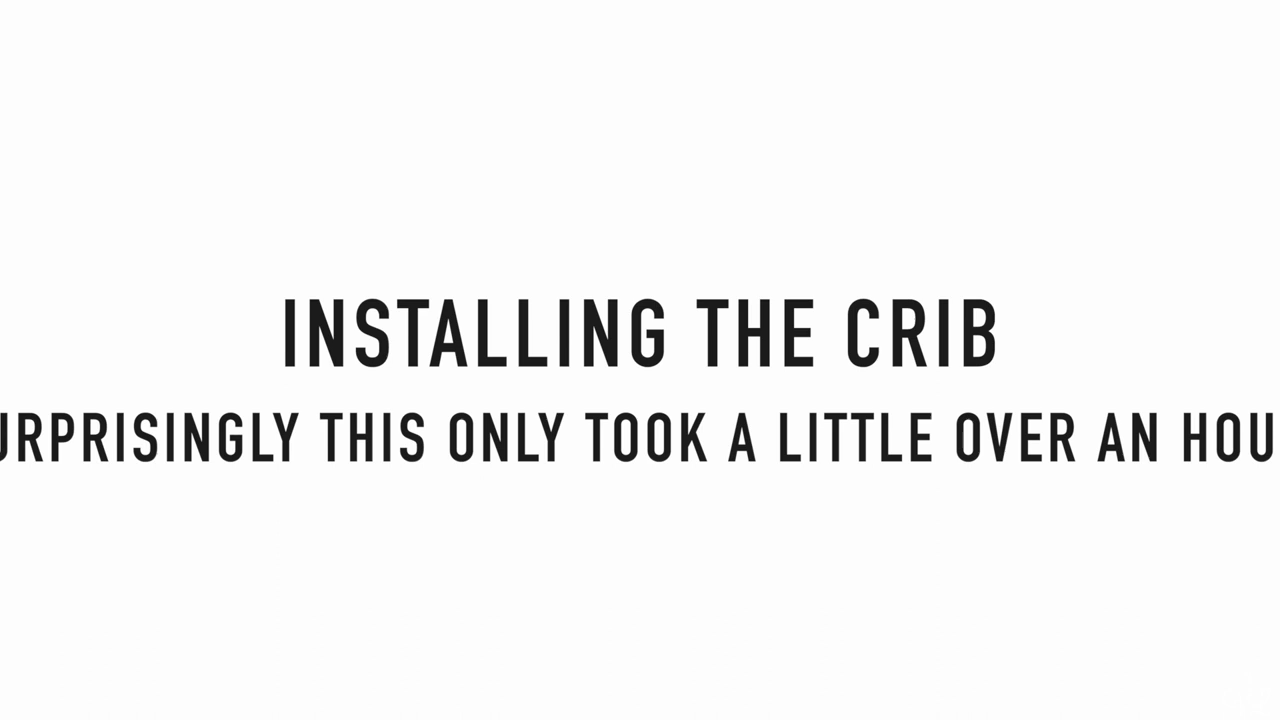 INSTALLING THE CRIB
URPRISINGLY THIS ONLY TOOK A LITTLE OVER AN HOU